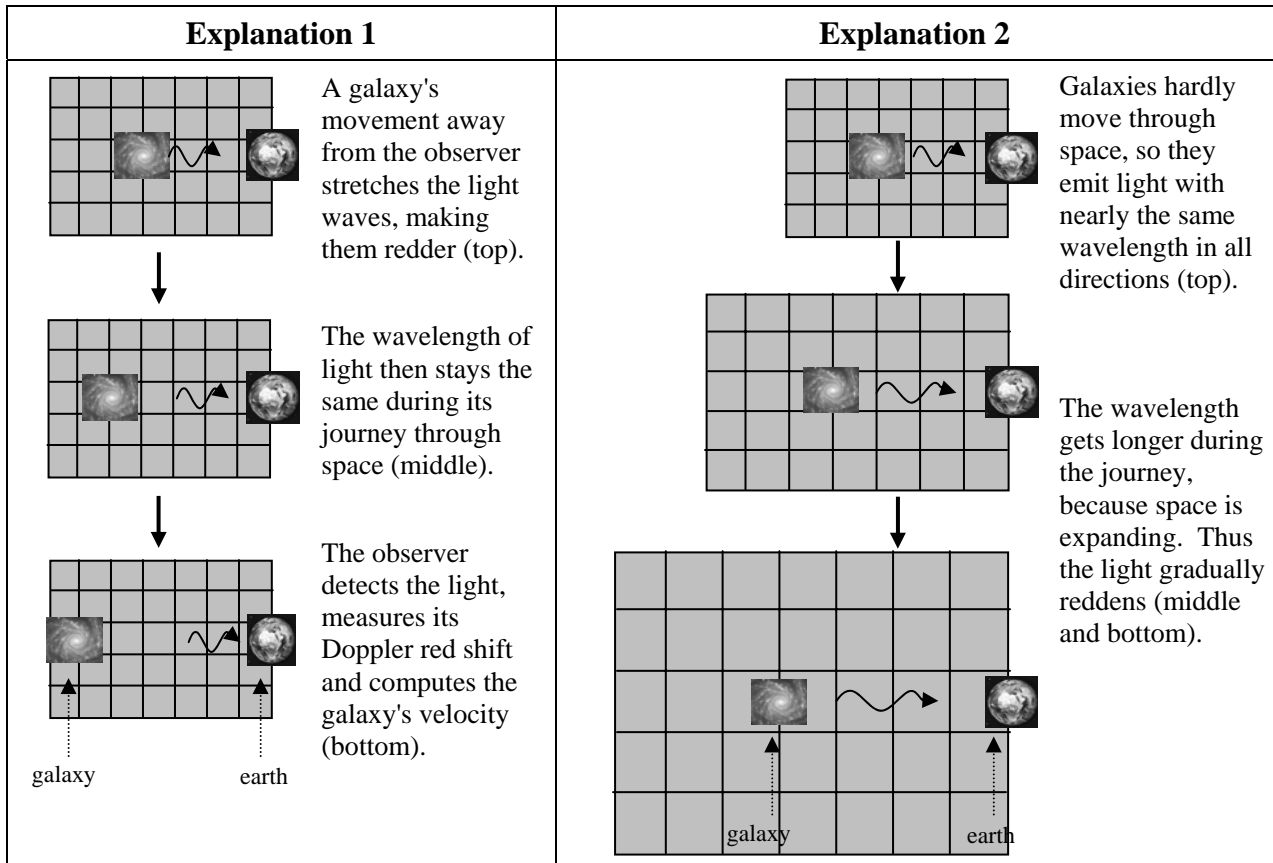 Explanation 1
A galaxy's
movement away
from the observer
stretches the light
waves, making
them redder (top).
The wavelength of
light then stays the
same during its
journey through
space (middle).
The observer
detects the light,
measures its
Doppler red shift
and computes the
galaxy's velocity
(bottom).
galaxy
earth
Explanation 2
Galaxies hardly
move through
space, so they
emit light with
nearly the same
wavelength in all
directions (top).
The wavelength
gets longer during
the journey,
because space is
expanding.  Thus
the light gradually
reddens (middle
and bottom).
galaxy
earth